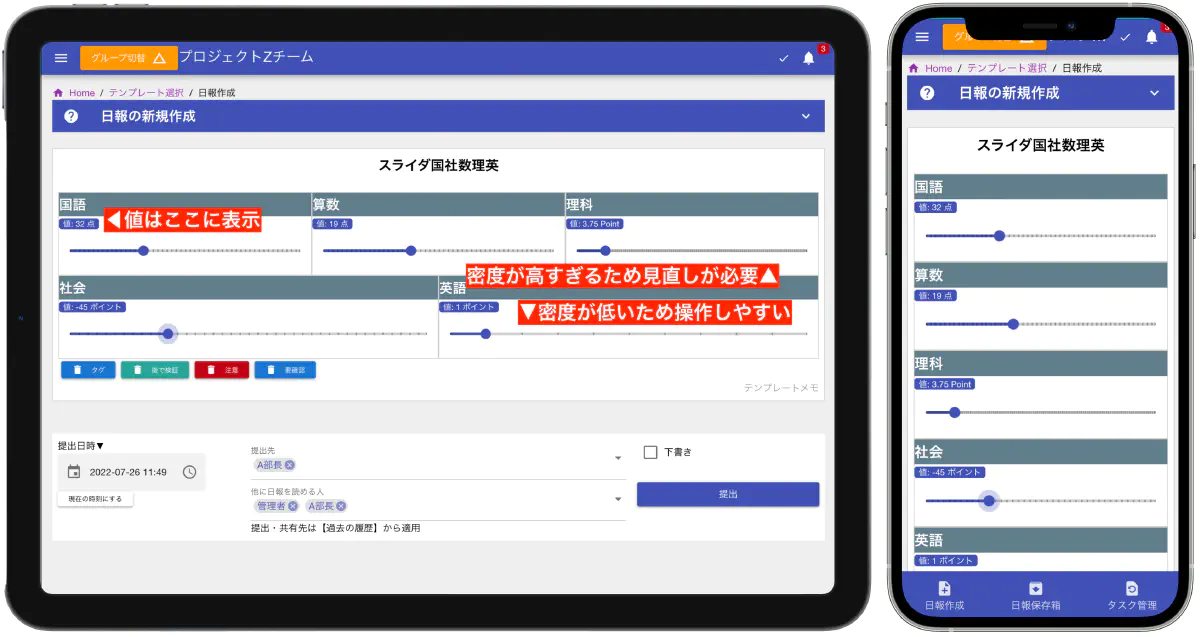 グループ切替
プロジェクトZチーム
3
Home / テンプレート選択 / 日報作成
日報の新規作成
スライダ国社数理英
国語
値: 32 点
◀値はここに表示
算数
値: 19 点
理科
値: 3.75 Point
密度が高すぎるため見直しが必要▲
社会
値: -45 ポイント
英語
値: 1 ポイント
▼密度が低いため操作しやすい
タグ
後で検証
注意
要確認
テンプレートメモ
提出日時▼
2022-07-26 11:49
現在の時刻にする
提出先
A部長
他に日報を読める人
管理者 A部長
提出・共有先は【過去の履歴】から適用
下書き
提出
Home / テンプレート選択 / 日報作成
日報の新規作成
スライダ国社数理英
国語
値: 32 点
算数
値: 19 点
理科
値: 3.75 Point
社会
値: -45 ポイント
英語
値: 1 ポイント
日報作成
日報保存箱
タスク管理